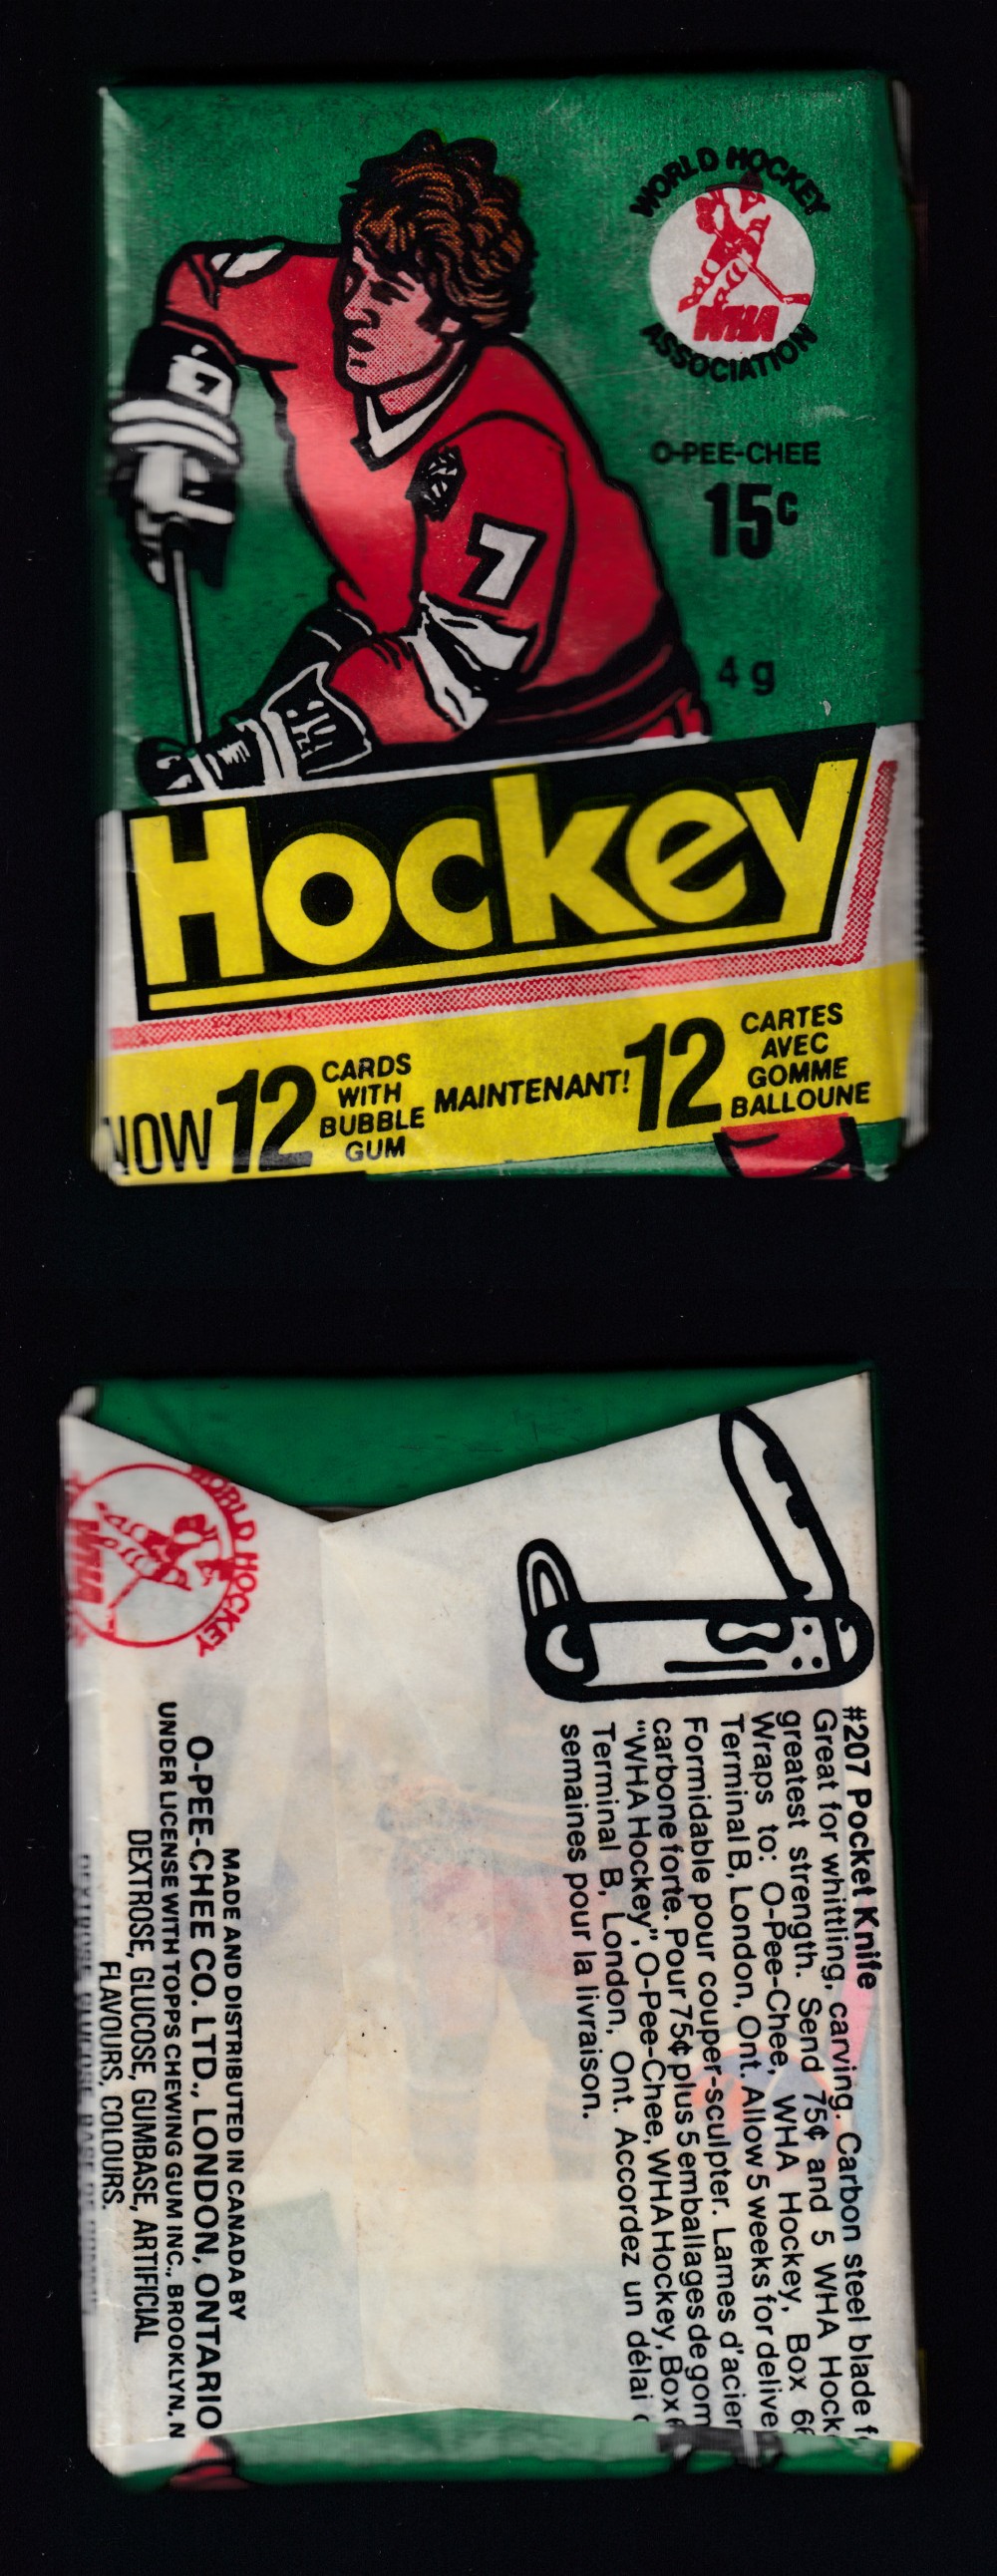 WORLD HOCKEY
WHA
ASSOCIATION
O-PEE-CHEE
15¢
7
7
4 g
Hockey
NOW 12 CARDS
WITH
BUBBLE
GUM
MAINTENANT! 12 CARTES
AVEC
GOMME
BALLOUNE
WORLD HOCKEY
WHA
#207 Pocket Knife
Great for whittling, carving. Carbon steel blade f
greatest strength. Send 75¢ and 5 WHA Hock
Wraps to: O-Pee-Chee, WHA Hockey, Box 66
Terminal B, London, Ont. Allow 5 weeks for delive
Formidable pour couper-sculpter. Lames d'acier
carbone forte. Pour 75¢ plus 5 emballages de gom
"WHA Hockey", O-Pee-Chee, WHA Hockey, Box 6
Terminal B, London, Ont. Accordez un délai
semaines pour la livraison.
MADE AND DISTRIBUTED IN CANADA BY
O-PEE-CHEE CO. LTD., LONDON, ONTARIO
UNDER LICENSE WITH TOPPS CHEWING GUM INC., BROOKLYN, N
DEXTROSE, GLUCOSE, GUMBASE, ARTIFICIAL
FLAVOURS, COLOURS.